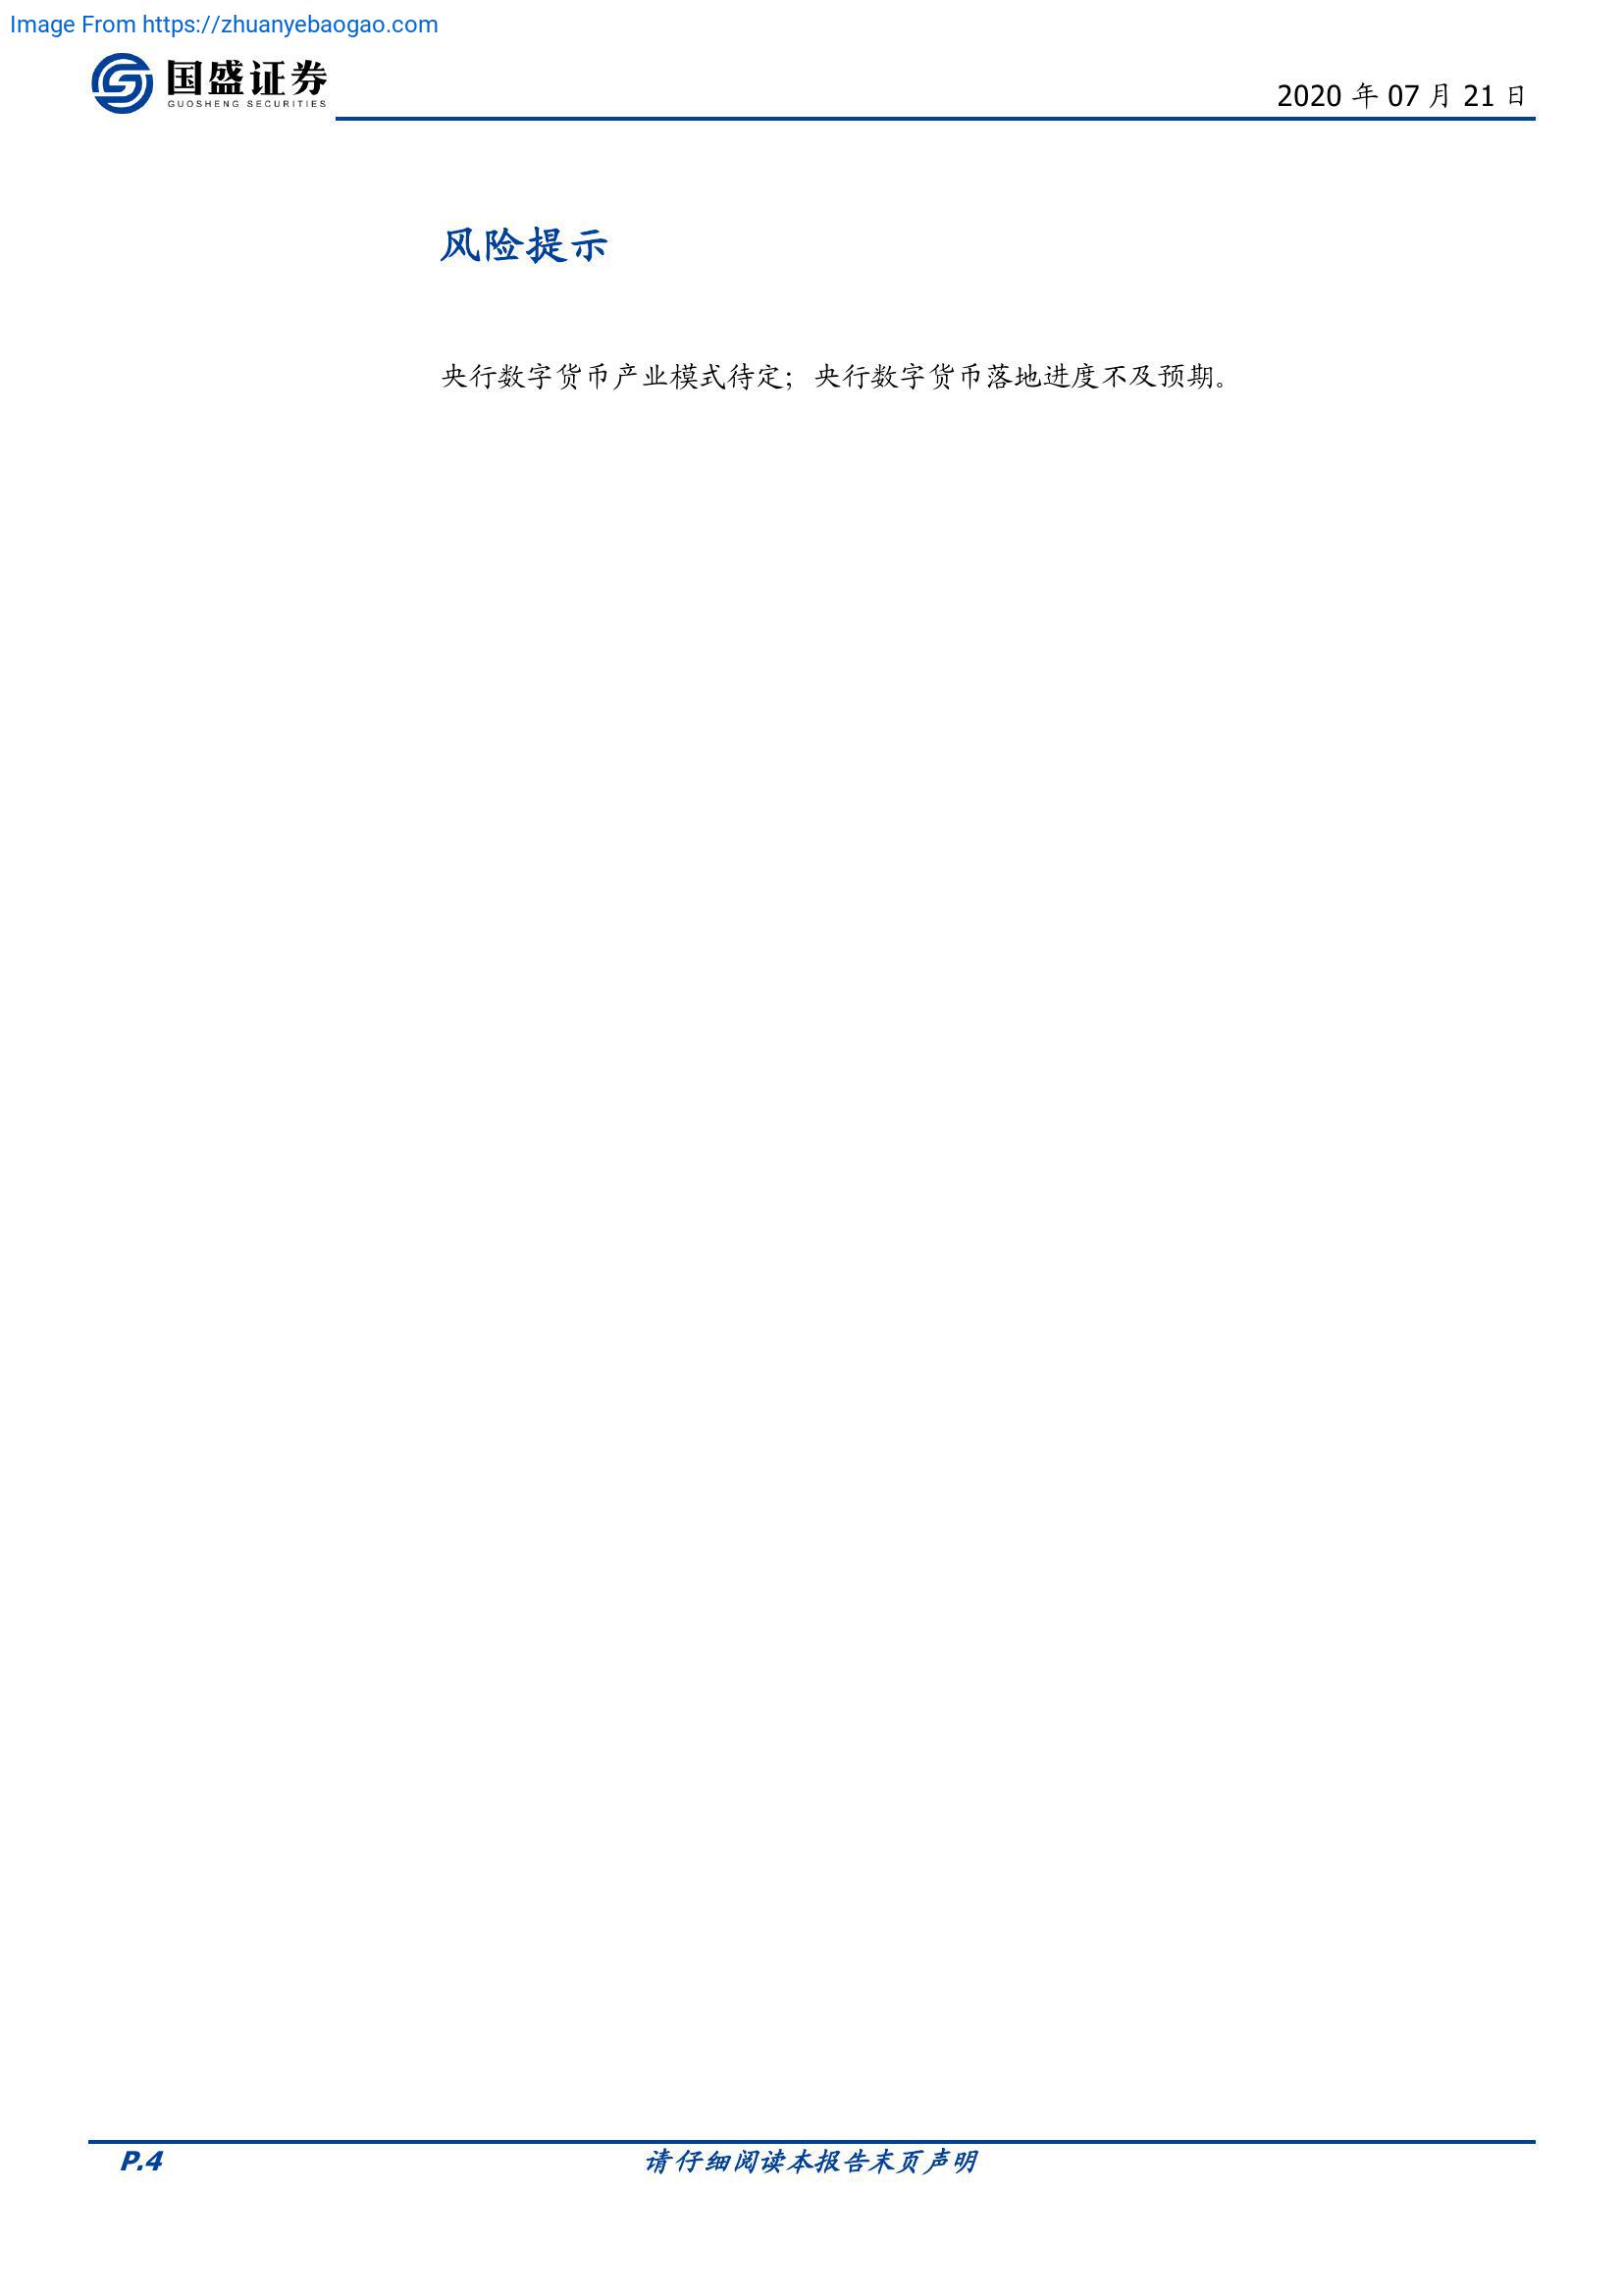 Image From https://zhuanyebaogao.com
国盛证券
GUOSHENG SECURITIES
2020 年 07 月 21 日
风险提示
央行数字货币产业模式待定；央行数字货币落地进度不及预期。
P.4
请仔细阅读本报告末页声明